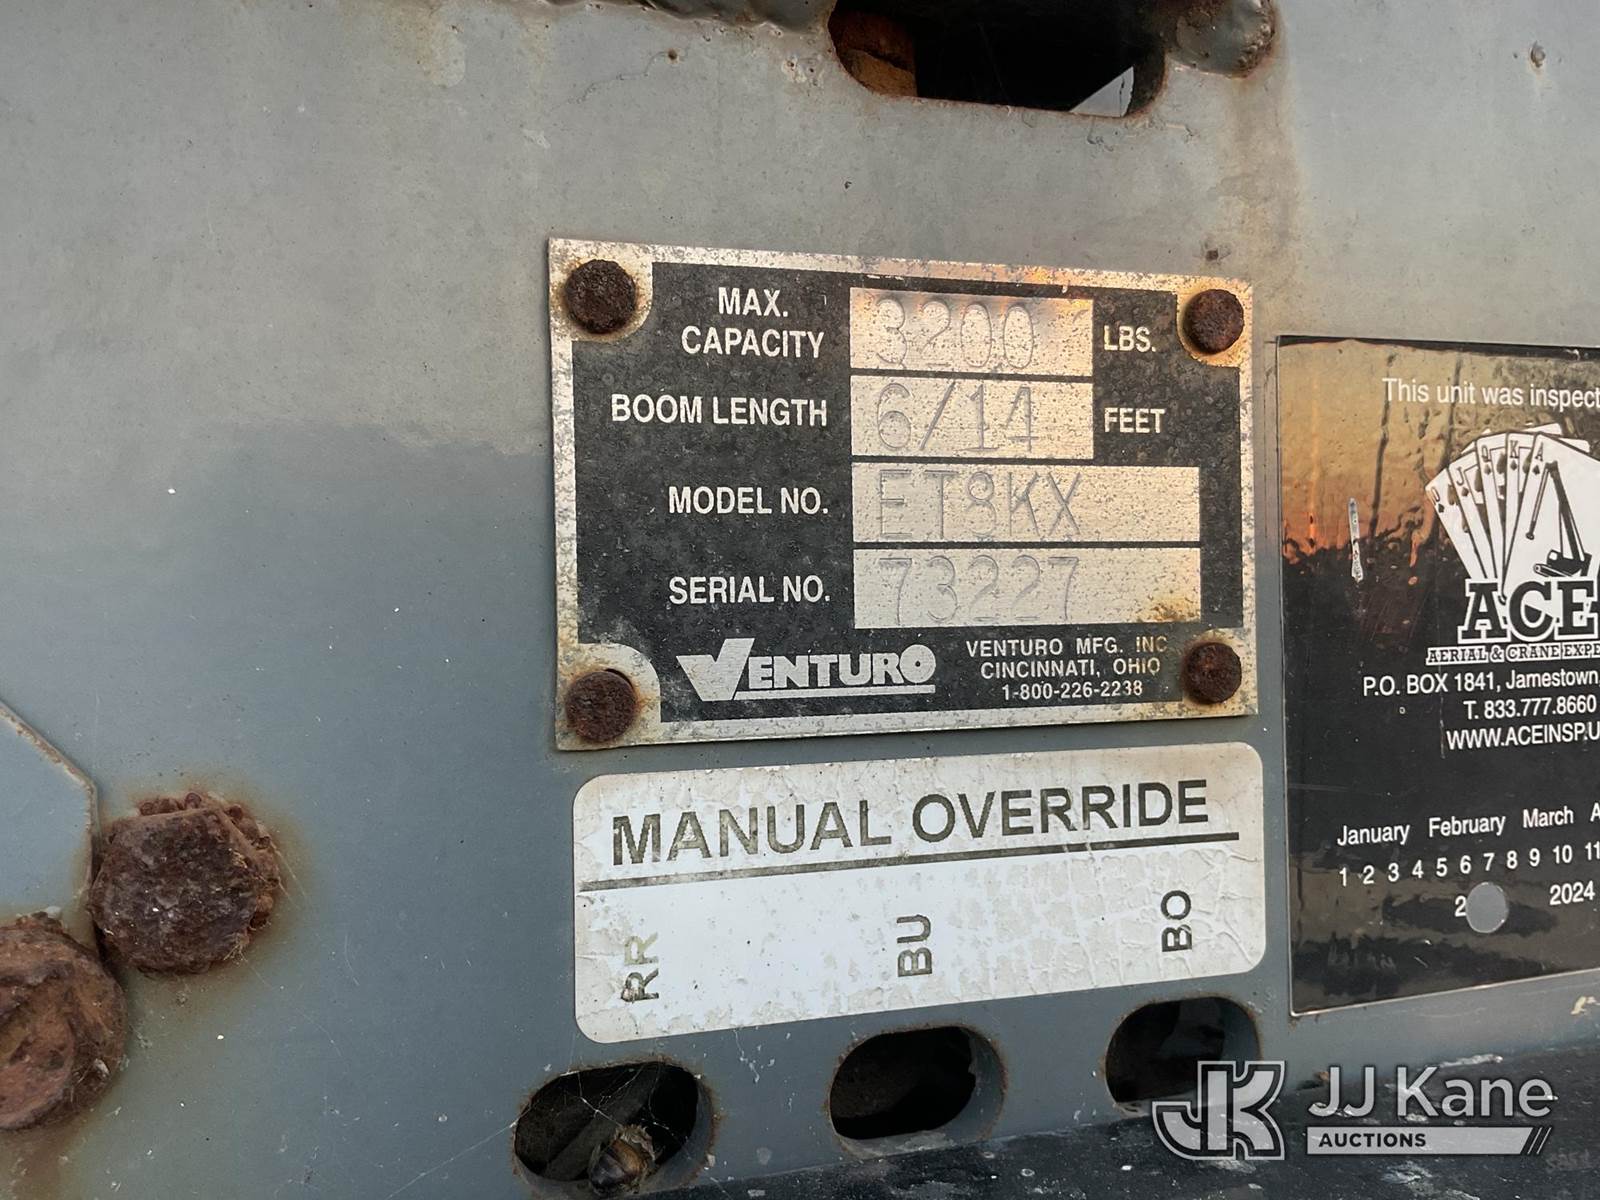 MAX.
CAPACITY 3200 LBS.
BOOM LENGTH 6/14 FEET
MODEL NO. ET8KX
SERIAL NO. 73227
VENTURO
VENTURO MFG. INC
CINCINNATI, OHIO
1-800-226-2238
MANUAL OVERRIDE
RR
BU
BO
This unit was inspect
ACE
AERIAL & CRANE EXPE
P.O. BOX 1841, Jamestown,
T. 833.777.8660
WWW.ACEINSP.U
January February March A
1 2 3 4 5 6 7 8 9 10 11
2 2024
JK JJ Kane
AUCTIONS